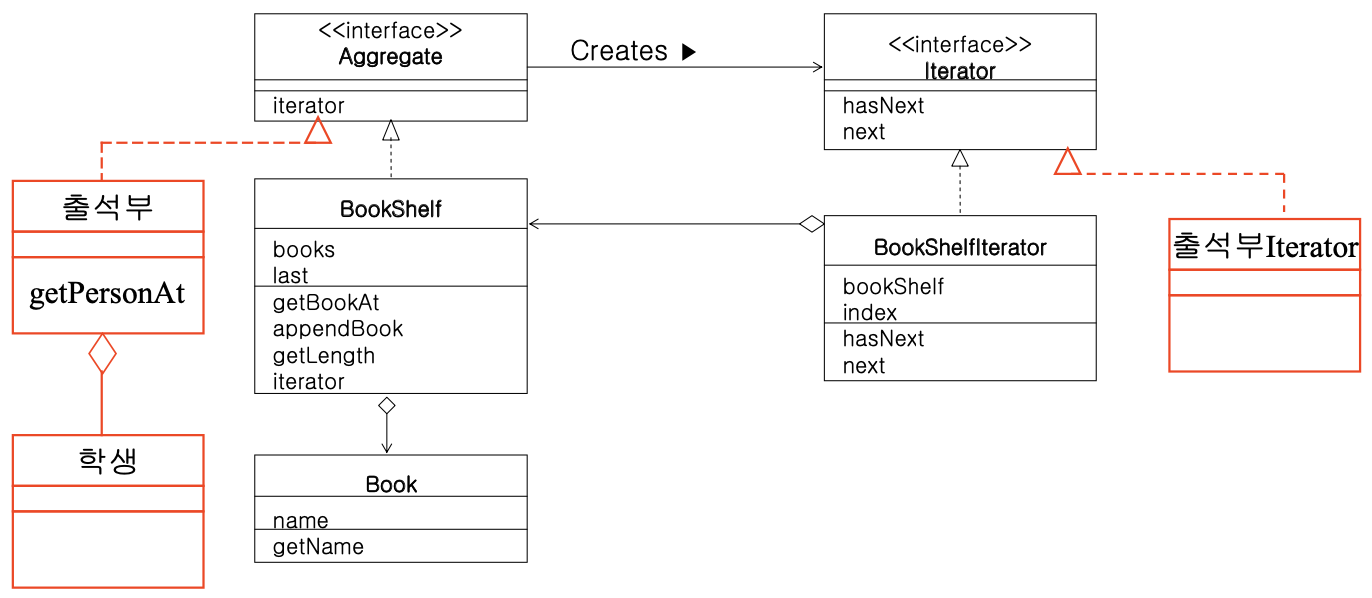 <<interface>>
Aggregate
iterator
Creates ▶
<<interface>>
Iterator
hasNext
next
출석부
getPersonAt
BookShelf
books
last
getBookAt
appendBook
getLength
iterator
BookShelfIterator
bookShelf
index
hasNext
next
출석부Iterator
학생
Book
name
getName